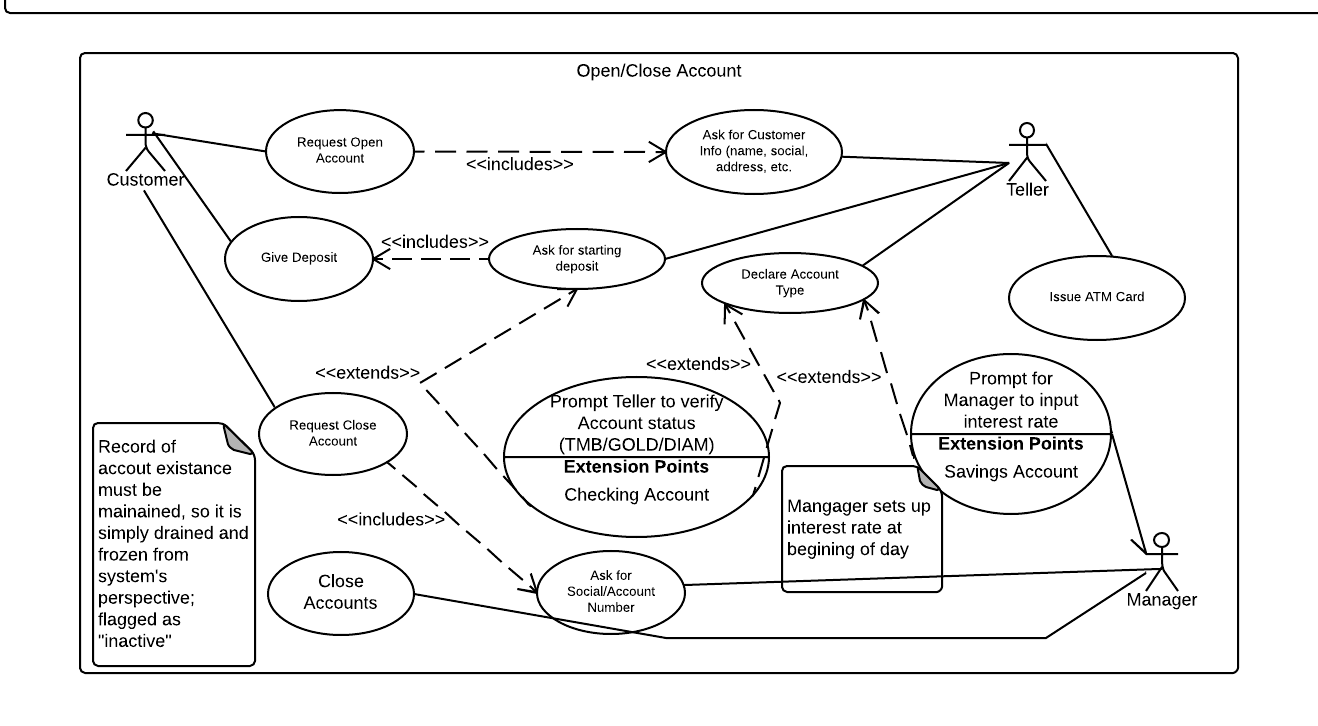 Open/Close Account
Customer
Request Open
Account
<<includes>>
Ask for Customer
Info (name, social,
address, etc.
Teller
Give Deposit
<<includes>>
Ask for starting
deposit
Declare Account
Type
Issue ATM Card
<<extends>>
<<extends>>
<<extends>>
Request Close
Account
Prompt Teller to verify
Account status
(TMB/GOLD/DIAM)
Extension Points
Checking Account
Prompt for
Manager to input
interest rate
Extension Points
Savings Account
Record of
accout existance
must be
mainained, so it is
simply drained and
frozen from
system's
perspective;
flagged as
"inactive"
<<includes>>
Mangager sets up
interest rate at
begining of day
Close
Accounts
Ask for
Social/Account
Number
Manager